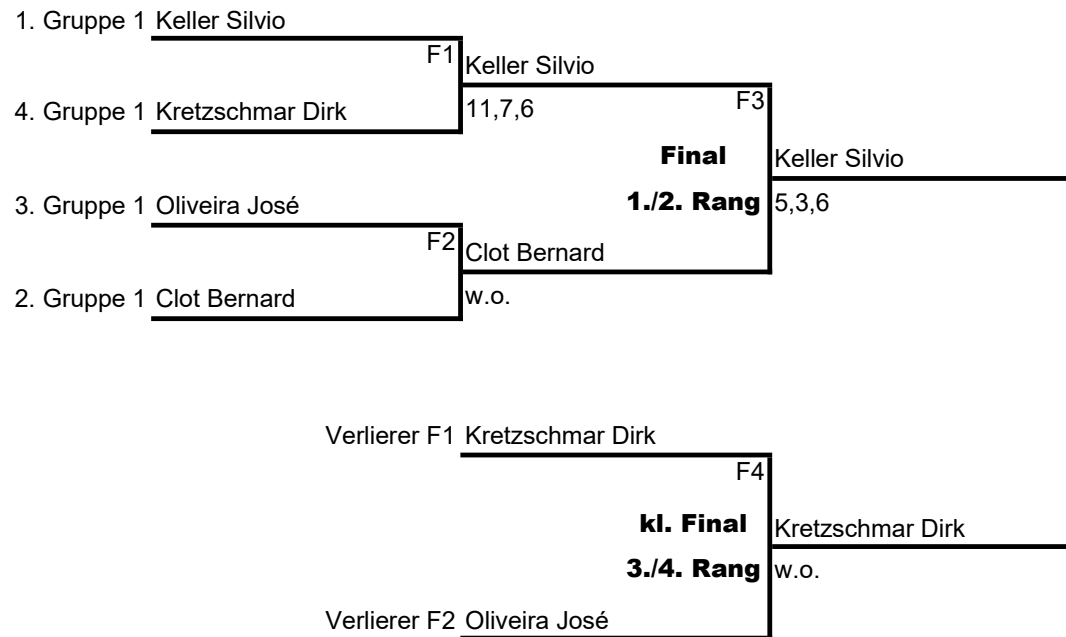 1. Gruppe 1 Keller Silvio
F1
Keller Silvio
4. Gruppe 1 Kretzschmar Dirk
11,7,6
F3
Final
1./2. Rang
Keller Silvio
5,3,6
3. Gruppe 1 Oliveira José
F2
Clot Bernard
2. Gruppe 1 Clot Bernard
w.o.
Verlierer F1 Kretzschmar Dirk
F4
kl. Final
3./4. Rang
Kretzschmar Dirk
w.o.
Verlierer F2 Oliveira José